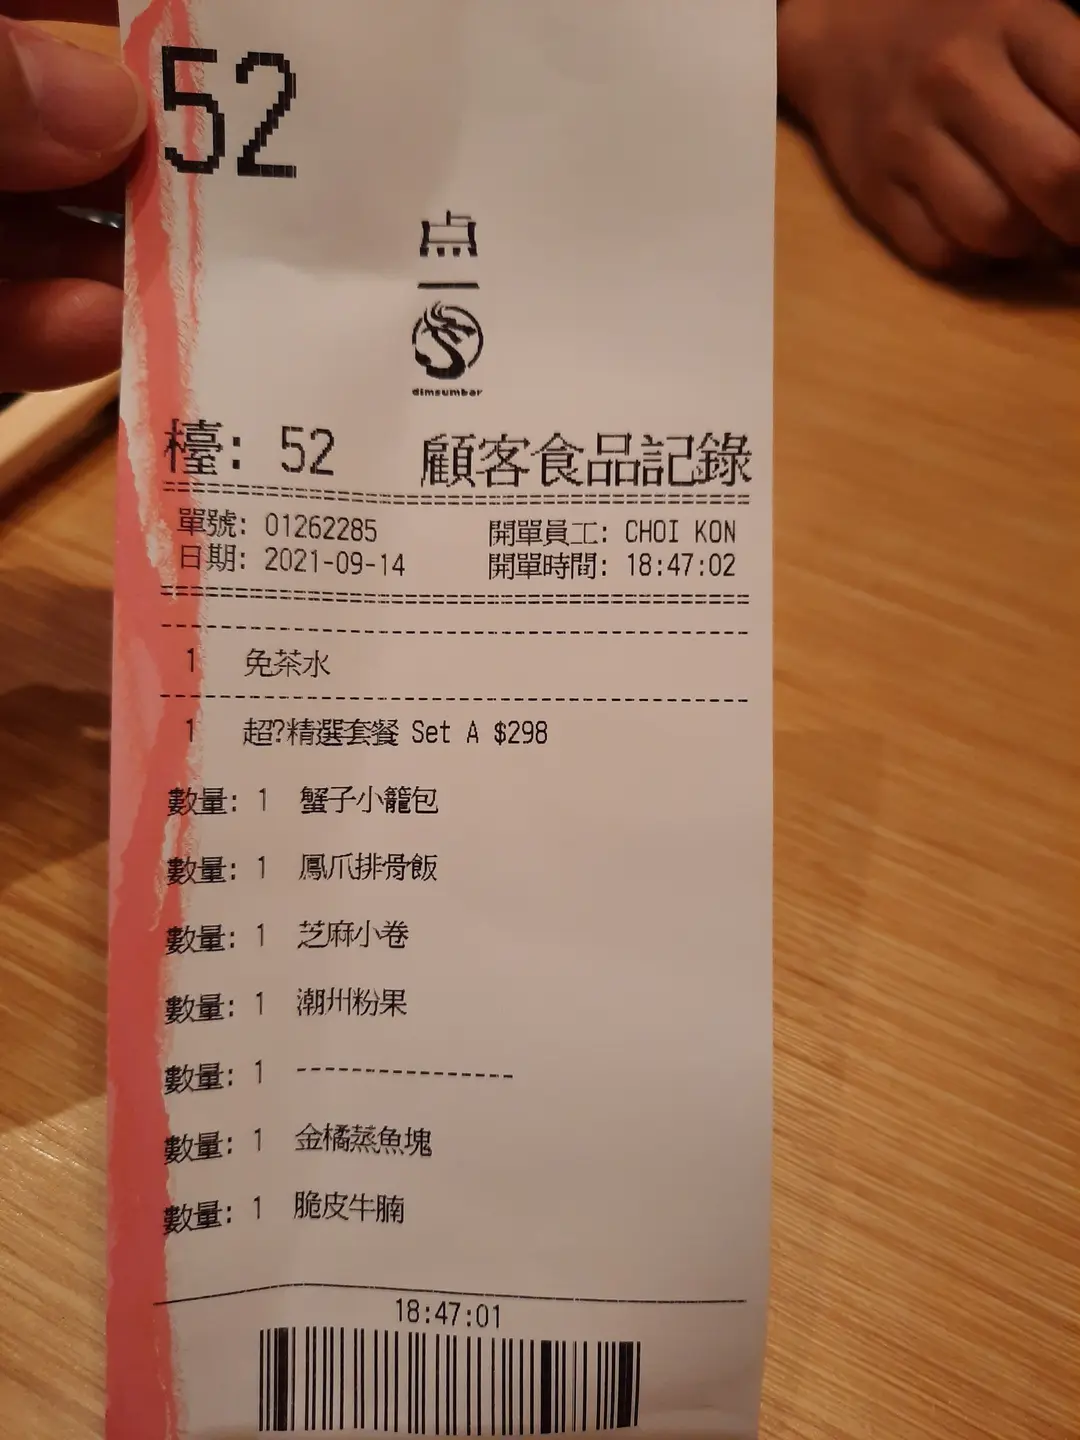 52
点
一
dimsumbar
檯: 52 顧客食品記錄
單號: 01262285 開單員工: CHOI KON
日期: 2021-09-14 開單時間: 18:47:02
1 免茶水
1 超?精選套餐 Set A $298
數量: 1 蟹子小籠包
數量: 1 鳳爪排骨飯
數量: 1 芝麻小卷
數量: 1 潮州粉果
數量: 1 ----------------
數量: 1 金橘蒸魚塊
數量: 1 脆皮牛腩
18:47:01